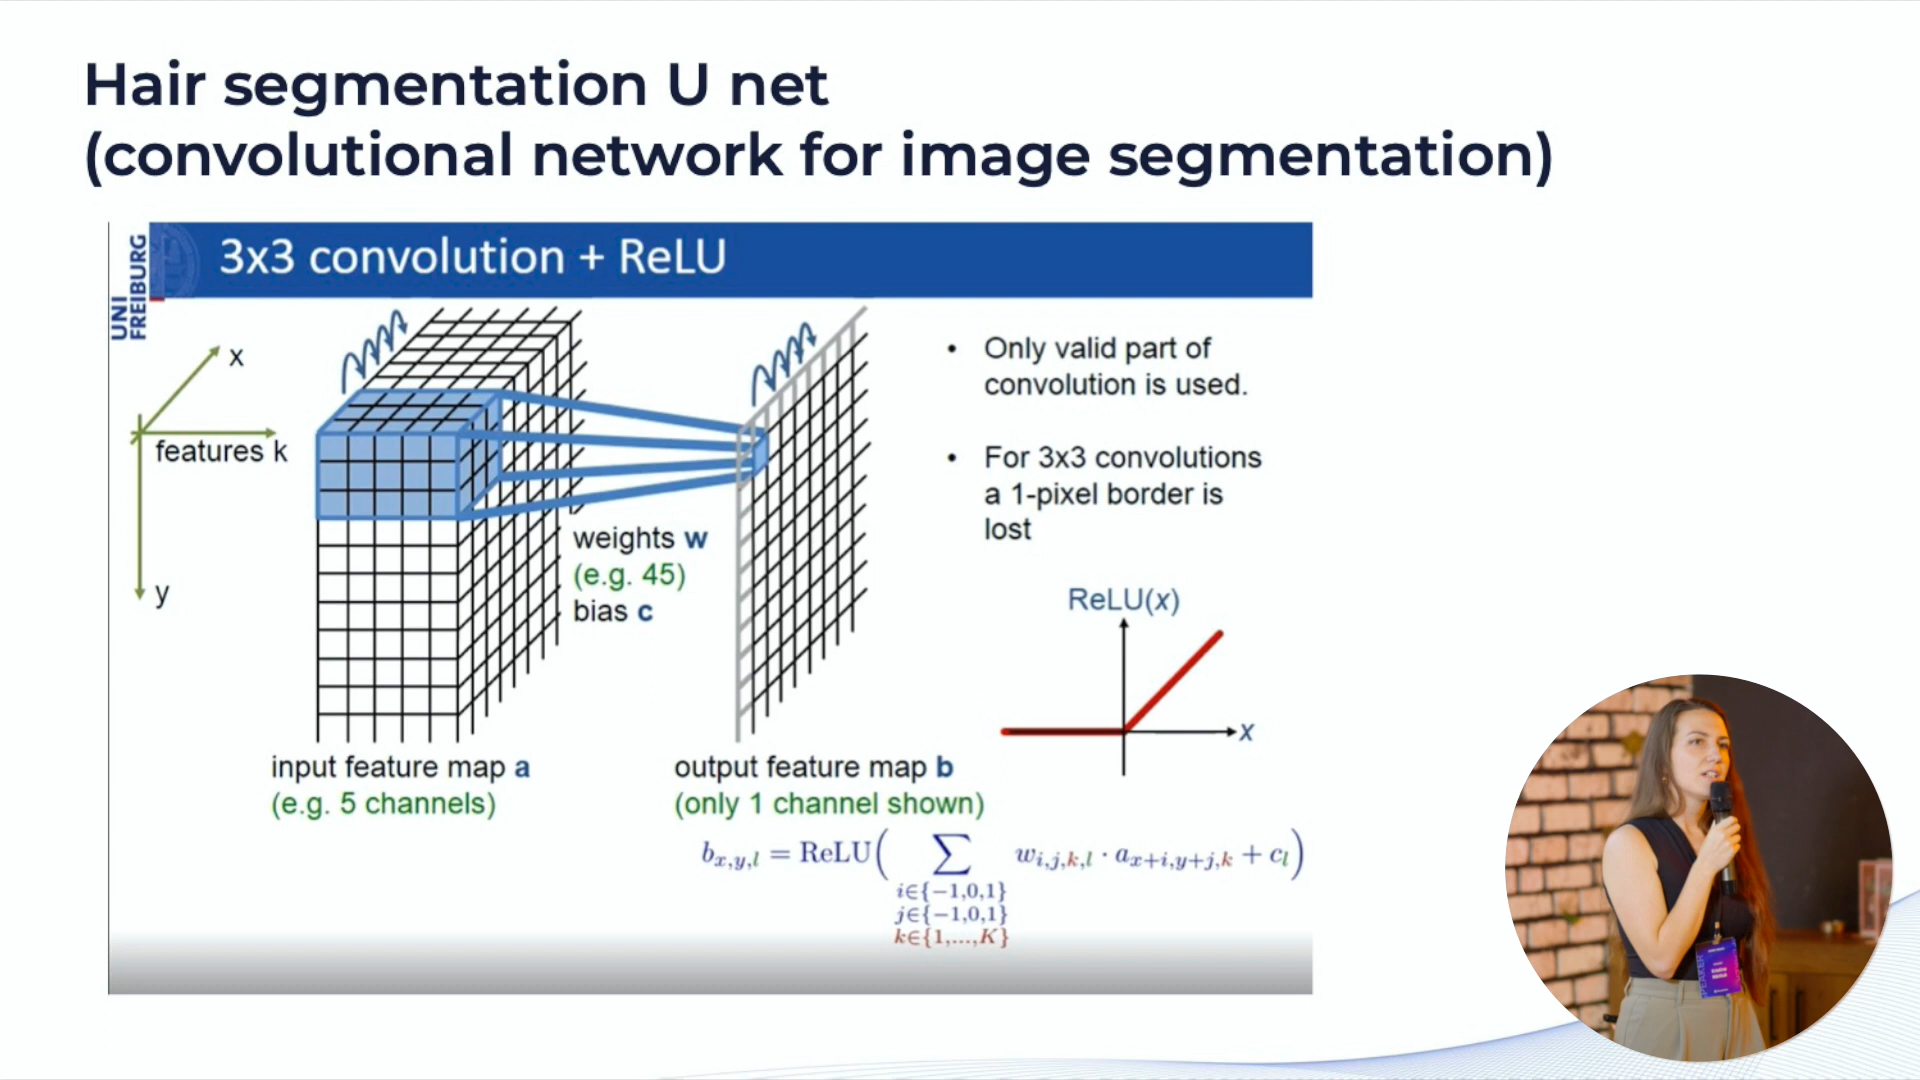 Hair segmentation U net
(convolutional network for image segmentation)
UNI
FREIBURG
3x3 convolution + ReLU
x
features k
y
weights w
(e.g. 45)
bias c
input feature map a
(e.g. 5 channels)
output feature map b
(only 1 channel shown)
• Only valid part of
convolution is used.
• For 3x3 convolutions
a 1-pixel border is
lost
ReLU(x)
x
b_{x,y,l} = ReLU( ∑ w_{i,j,k,l} · a_{x+i,y+j,k} + c_l )
i∈{−1,0,1}
j∈{−1,0,1}
k∈{1,...,K}
SPEAKER